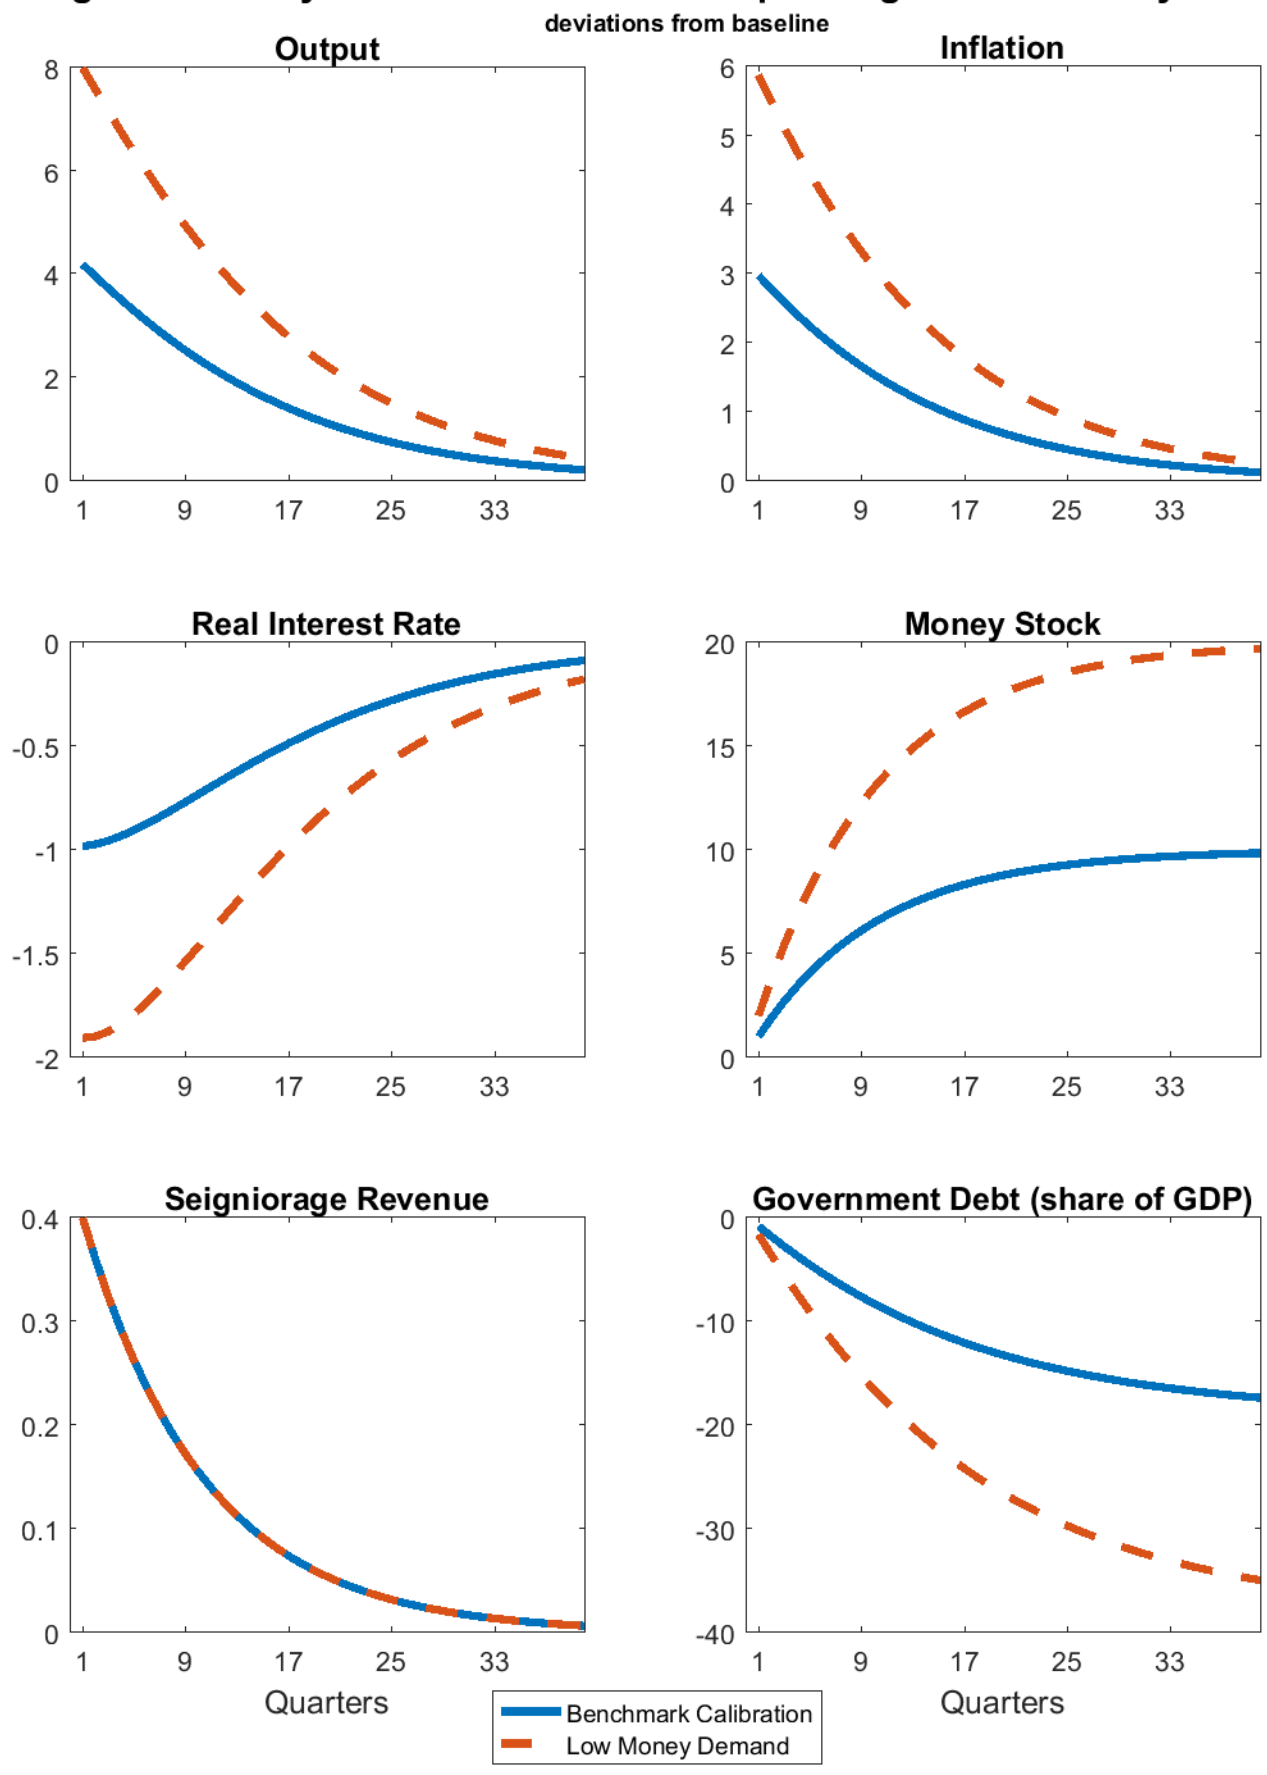 deviations from baseline
Output
Inflation
8
6
4
2
0
1 9 17 25 33
6
5
4
3
2
1
0
1 9 17 25 33
Real Interest Rate
Money Stock
0
-0.5
-1
-1.5
-2
1 9 17 25 33
20
15
10
5
0
1 9 17 25 33
Seigniorage Revenue
Government Debt (share of GDP)
0.4
0.3
0.2
0.1
0
1 9 17 25 33
Quarters
0
-10
-20
-30
-40
1 9 17 25 33
Quarters
Benchmark Calibration
Low Money Demand